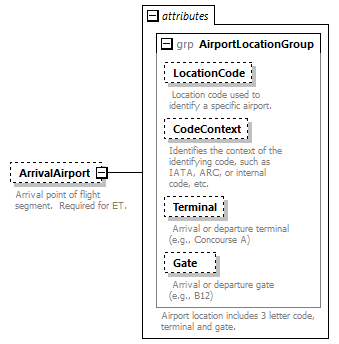 attributes
grp AirportLocationGroup
LocationCode
Location code used to
identify a specific airport.
CodeContext
Identifies the context of the
identifying code, such as
IATA, ARC, or internal
code, etc.
ArrivalAirport
Arrival point of flight
segment. Required for ET.
Terminal
Arrival or departure terminal
(e.g., Concourse A)
Gate
Arrival or departure gate
(e.g., B12)
Airport location includes 3 letter code,
terminal and gate.